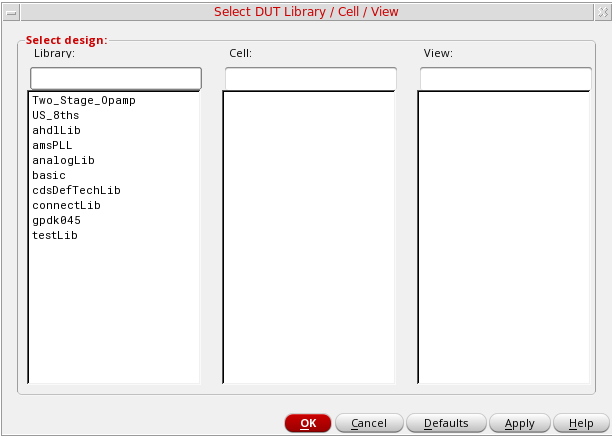 Select DUT Library / Cell / View
Select design:
Library: Cell: View:
Two_Stage_Opamp
US_8ths
ahdlLib
amsPLL
analogLib
basic
cdsDefTechLib
connectLib
gpdk045
testLib
OK Cancel Defaults Apply Help